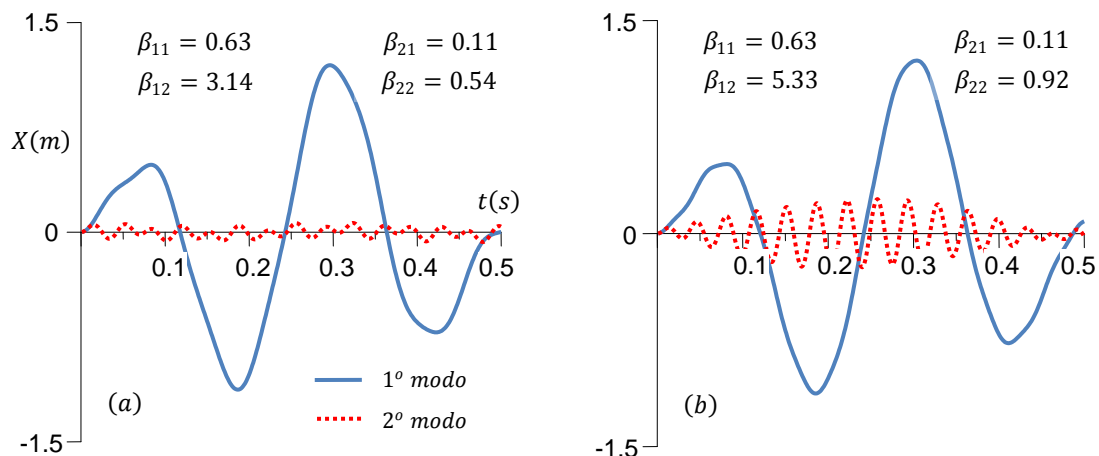 1.5
β₁₁ = 0.63 β₂₁ = 0.11
β₁₂ = 3.14 β₂₂ = 0.54
X(m)
t(s)
0
0.1 0.2 0.3 0.4 0.5
1º modo
(a)
2º modo
-1.5
1.5
β₁₁ = 0.63 β₂₁ = 0.11
β₁₂ = 5.33 β₂₂ = 0.92
0
0.1 0.2 0.3 0.4 0.5
(b)
-1.5